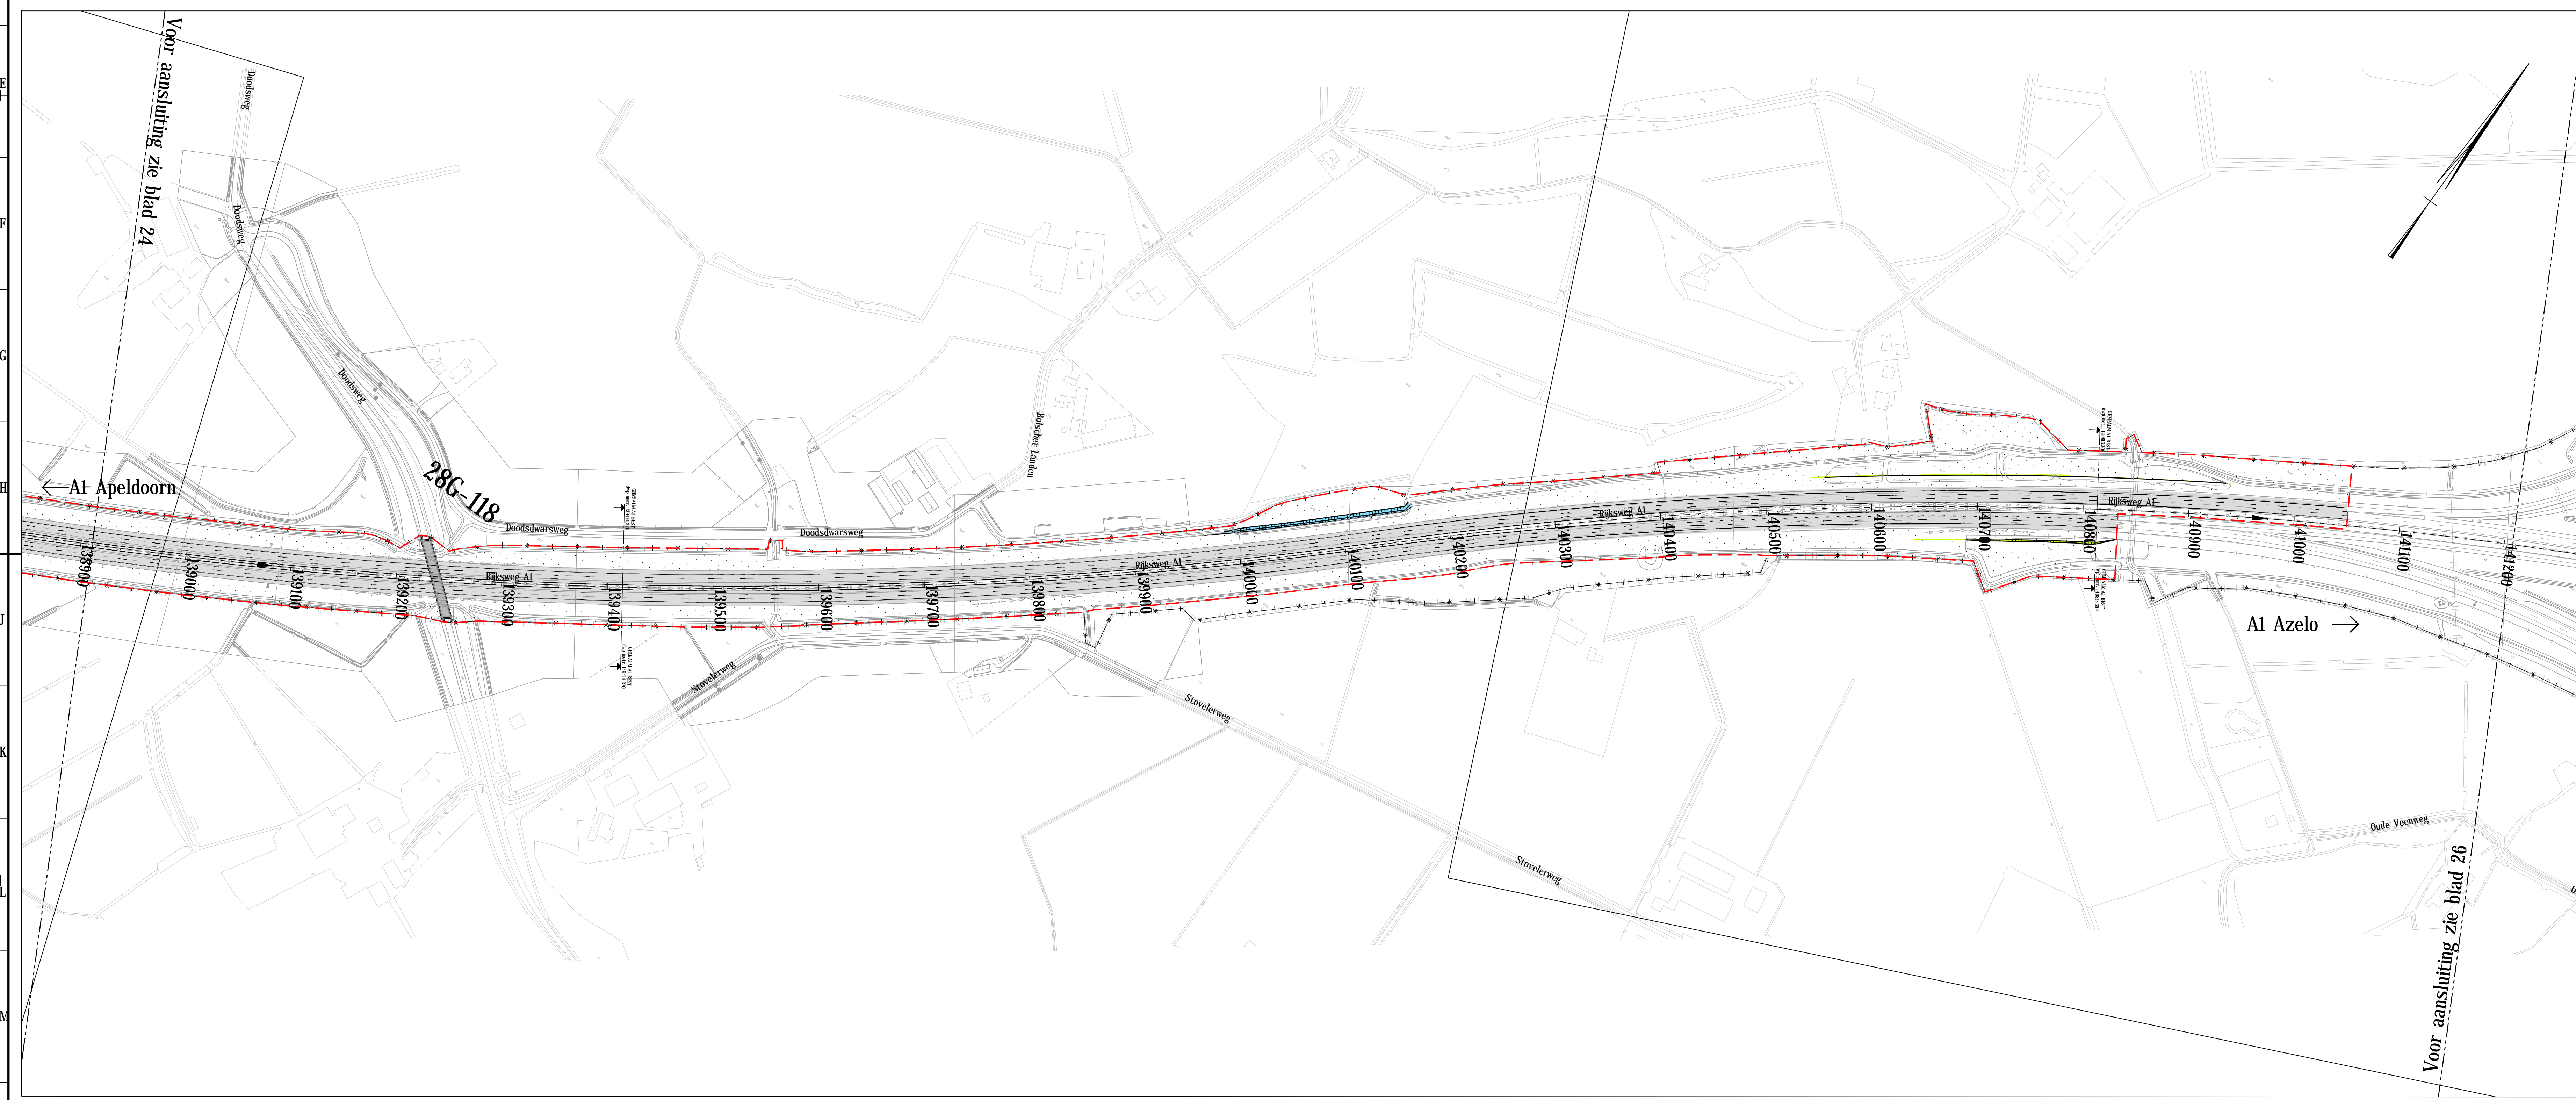 E
F
G
H
J
K
L
M
Voor aansluiting zie blad 24
Doodsweg
Doodsweg
Doodsweg
28G-118
A1 Apeldoorn
Doodsdwarsweg
Doodsdwarsweg
Bolscher Landen
Rijksweg A1
Rijksweg A1
Rijksweg A1
Rijksweg A1
138900
139000
139100
139200
139300
139400
139500
139600
139700
139800
139900
140000
140100
140200
140300
140400
140500
140600
140700
140800
140900
141000
141100
141200
Stovelerweg
Stovelerweg
Stovelerweg
A1 Azelo
Oude Veenweg
Voor aansluiting zie blad 26